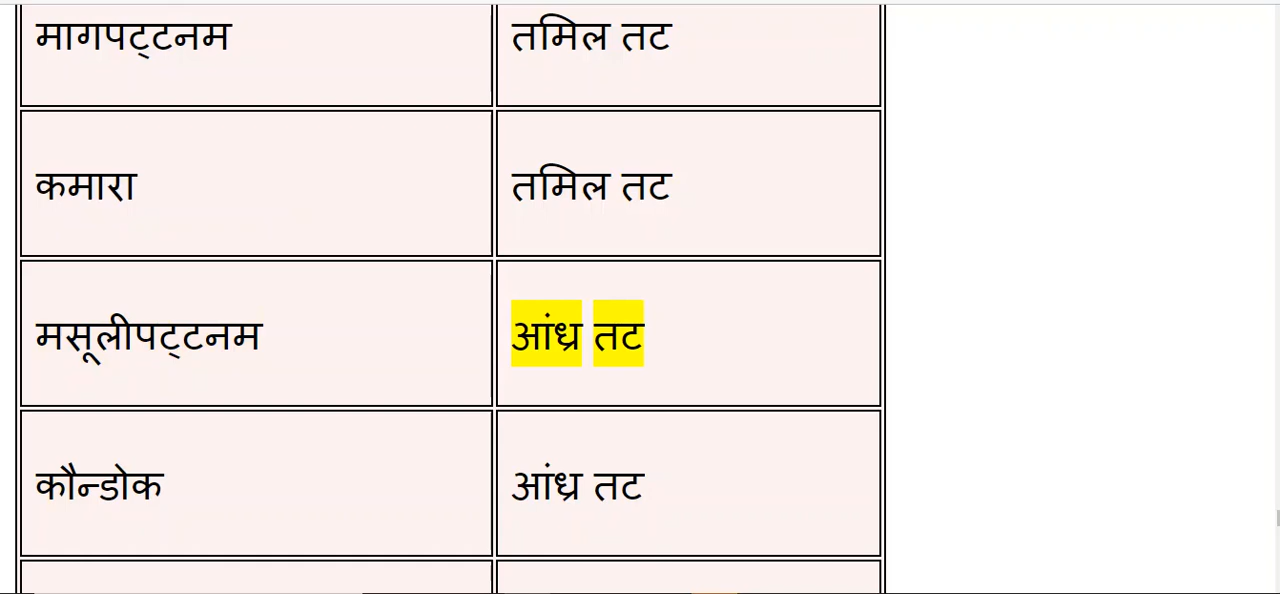 मागपट्टनम तमिल तट
कमारा तमिल तट
मसूलीपट्टनम आंध्र तट
कौन्डोक आंध्र तट